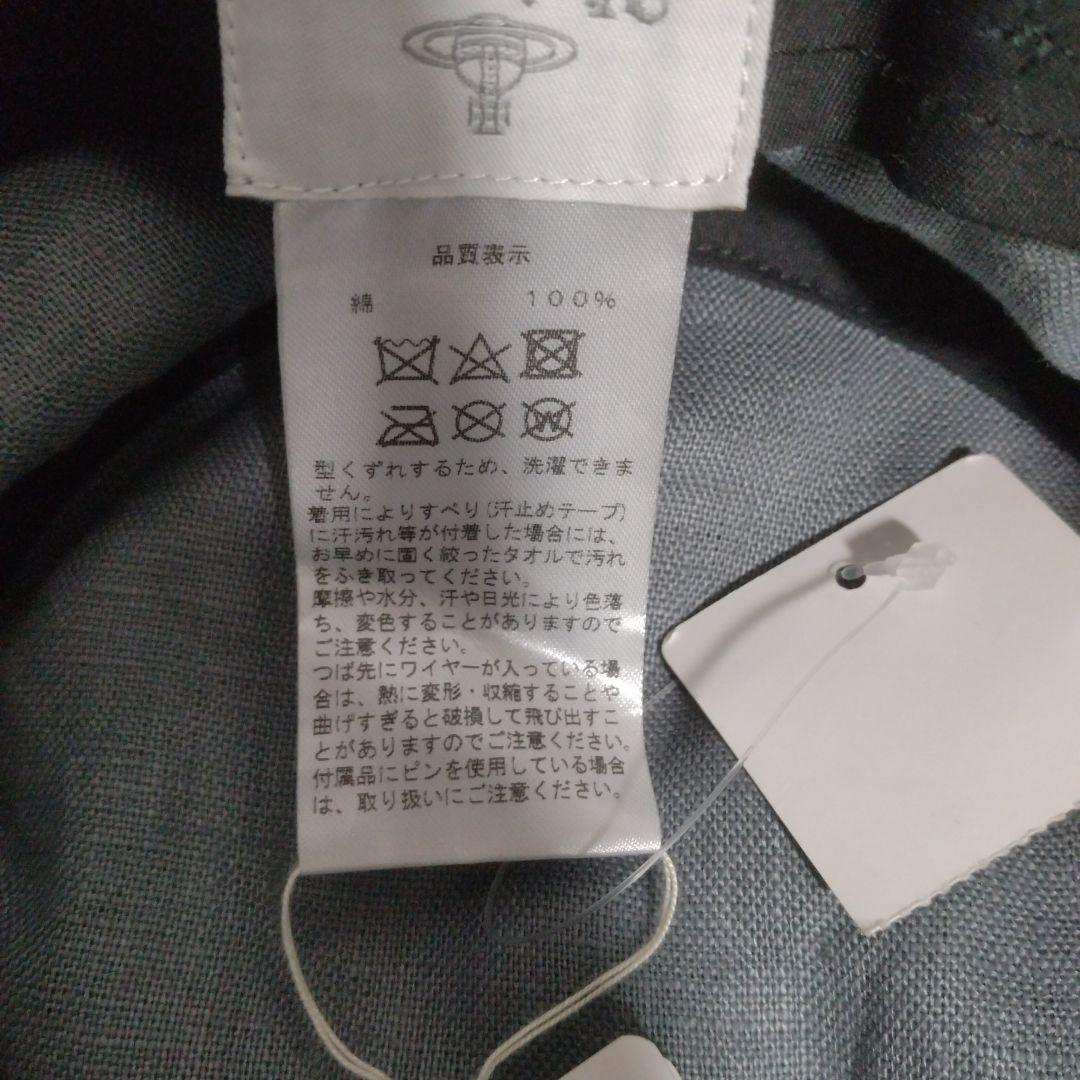 品質表示
綿 100%
W
型くずれするため、洗濯できま
せん。
着用によりすべり(汗止めテープ)
に汗汚れ等が付着した場合には、
お早めに固く絞ったタオルで汚れ
をふき取ってください。
摩擦や水分、汗や日光により色落
ち、変色することがありますので
ご注意ください。
つば先にワイヤーが入っている場
合は、熱に変形・収縮することや
曲げすぎると破損して飛び出すこ
とがありますのでご注意ください。
付属品にピンを使用している場合
は、取り扱いにご注意ください。